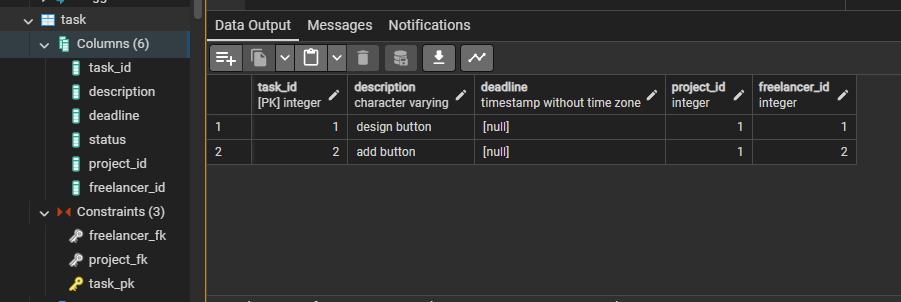 task
Columns (6)
task_id
description
deadline
status
project_id
freelancer_id
Constraints (3)
freelancer_fk
project_fk
task_pk
Data Output Messages Notifications
task_id description deadline project_id freelancer_id
[PK] integer character varying timestamp without time zone integer integer
1 1 design button [null] 1 1
2 2 add button [null] 1 2